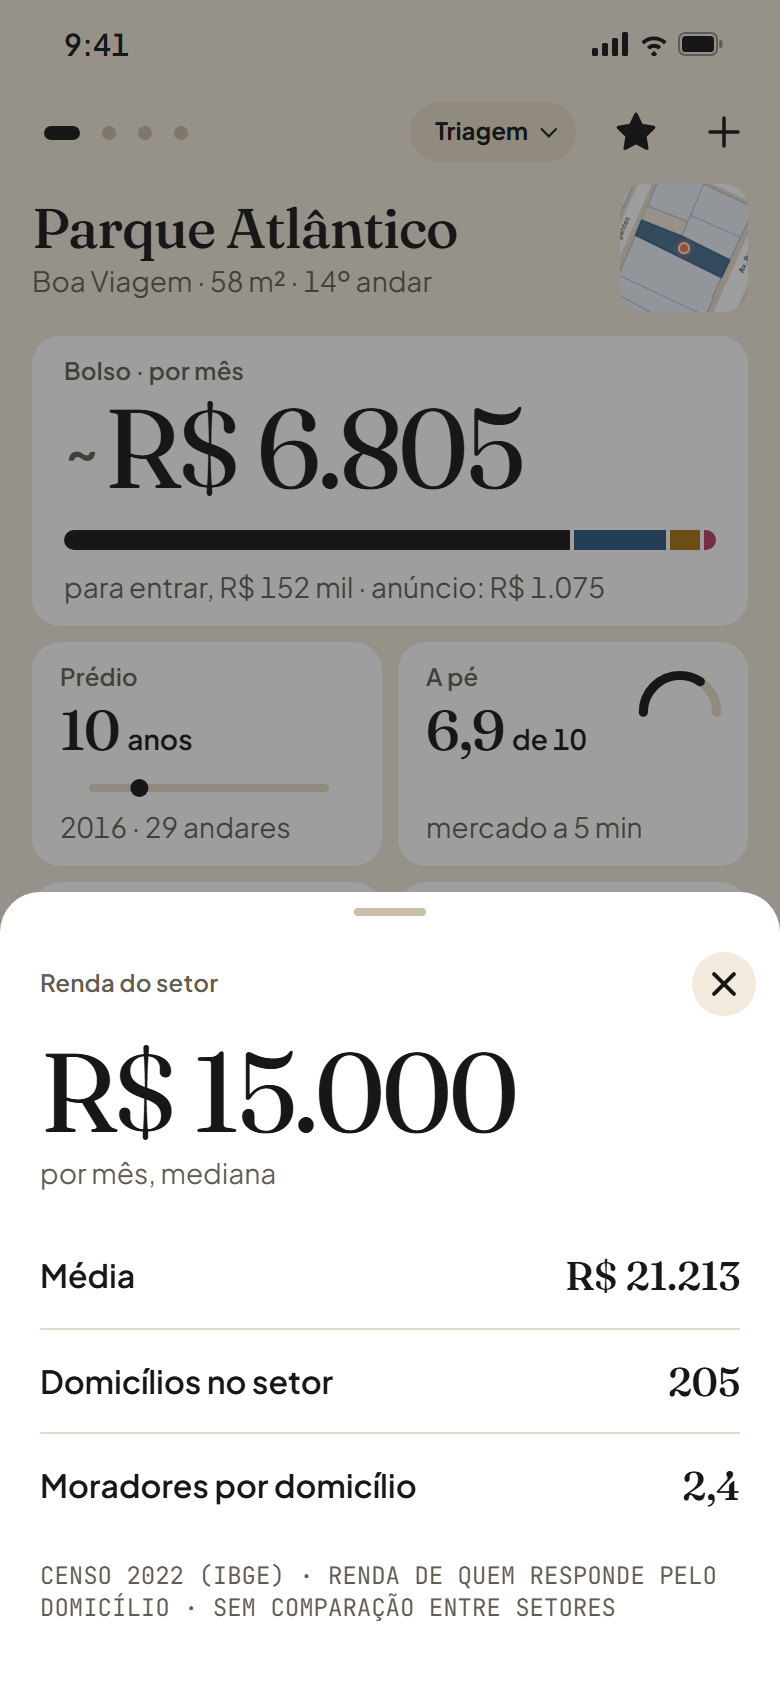 9:41
Triagem
Parque Atlântico
Boa Viagem · 58 m² · 14º andar
Bolso · por mês
~R$ 6.805
para entrar, R$ 152 mil · anúncio: R$ 1.075
Prédio
10 anos
2016 · 29 andares
A pé
6,9 de 10
mercado a 5 min
Renda do setor
R$ 15.000
por mês, mediana
Média R$ 21.213
Domicílios no setor 205
Moradores por domicílio 2,4
CENSO 2022 (IBGE) · RENDA DE QUEM RESPONDE PELO
DOMICÍLIO · SEM COMPARAÇÃO ENTRE SETORES